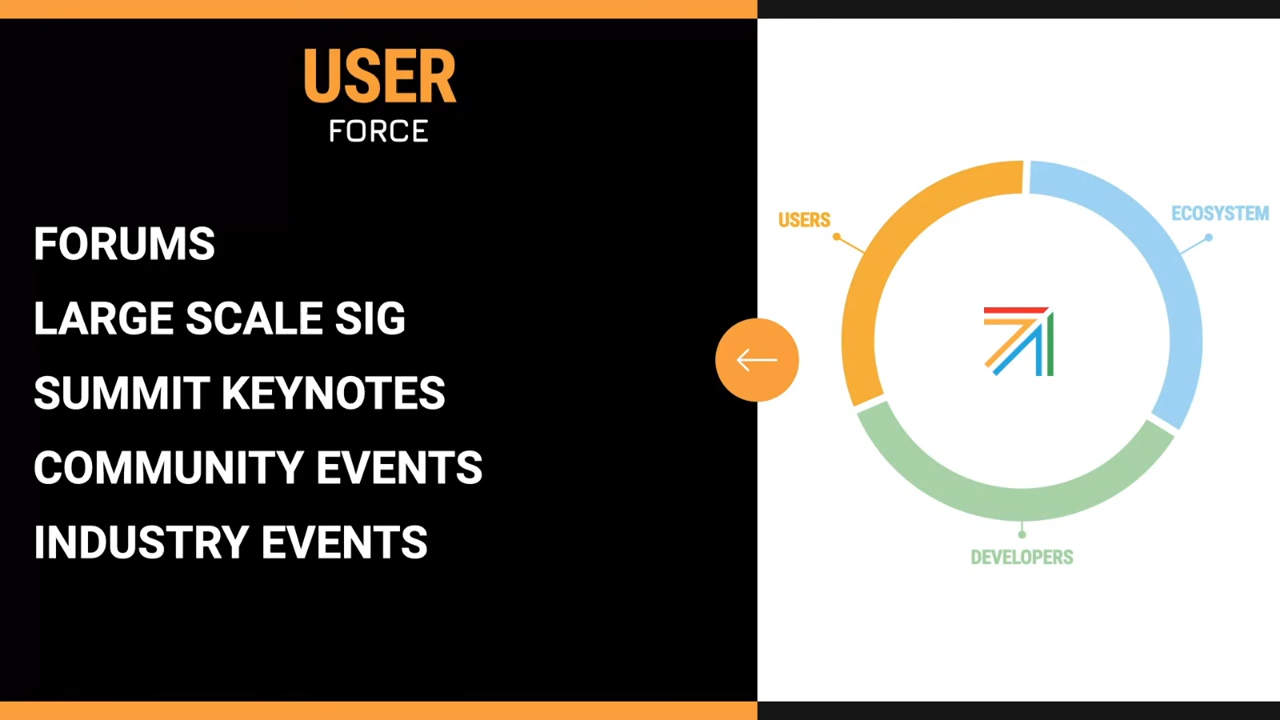 USER
FORCE
FORUMS
LARGE SCALE SIG
SUMMIT KEYNOTES
COMMUNITY EVENTS
INDUSTRY EVENTS
USERS
ECOSYSTEM
DEVELOPERS